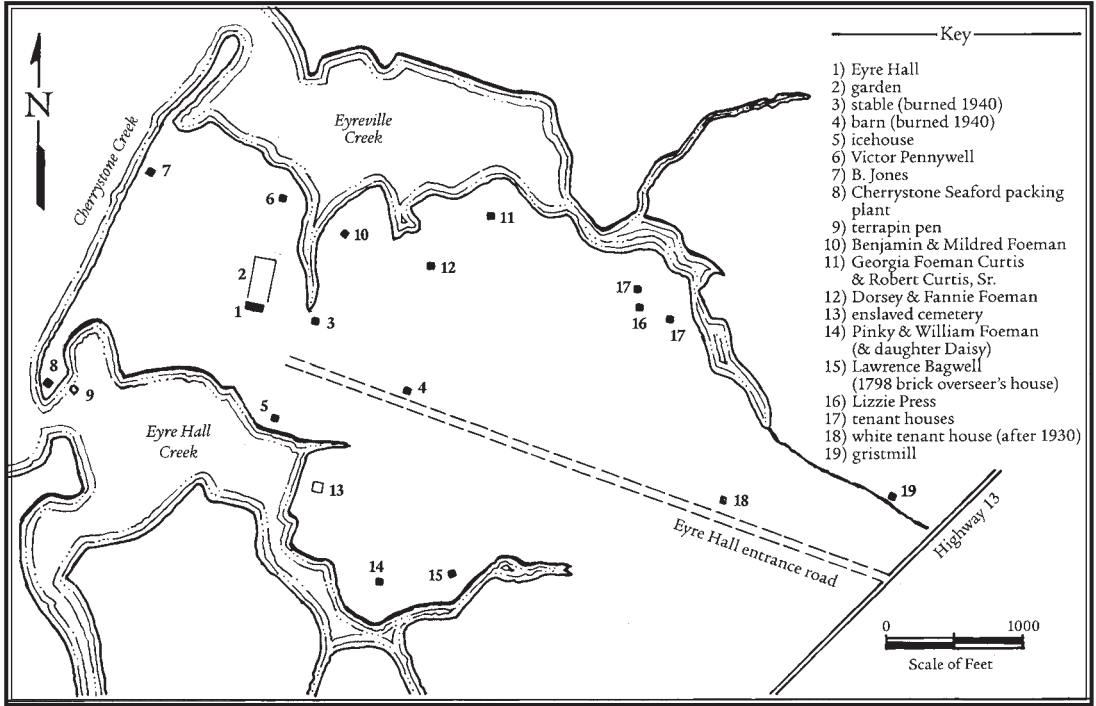 Key
1) Eyre Hall
2) garden
3) stable (burned 1940)
4) barn (burned 1940)
5) icehouse
6) Victor Pennywell
7) B. Jones
8) Cherrystone Seaford packing
plant
9) terrapin pen
10) Benjamin & Mildred Foeman
11) Georgia Foeman Curtis
& Robert Curtis, Sr.
12) Dorsey & Fannie Foeman
13) enslaved cemetery
14) Pinky & William Foeman
(& daughter Daisy)
15) Lawrence Bagwell
(1798 brick overseer's house)
16) Lizzie Press
17) tenant houses
18) white tenant house (after 1930)
19) gristmill
N
Cherrystone Creek
Eyreville
Creek
7
6
11
10
12
2
1
3
17
16
17
8
9
4
5
Eyre Hall
Creek
13
18
19
Eyre Hall entrance road
Highway 13
14
15
0 1000
Scale of Feet